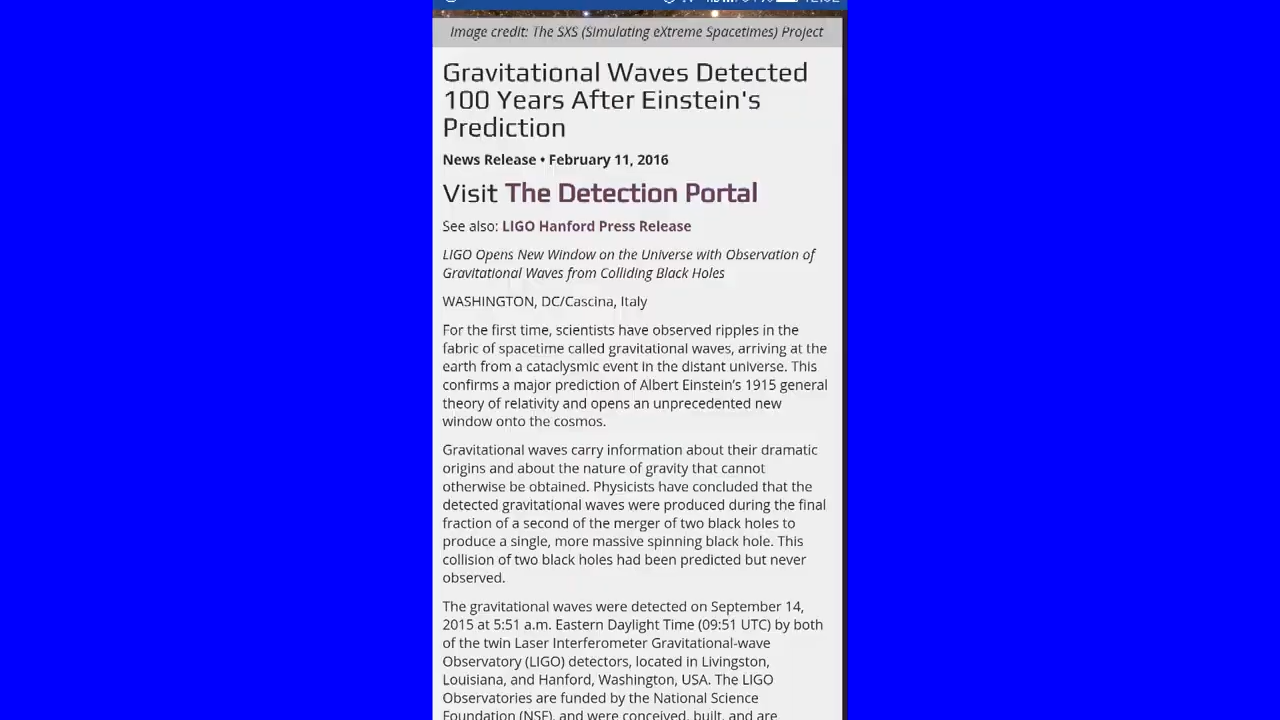 Image credit: The SXS (Simulating eXtreme Spacetimes) Project
Gravitational Waves Detected
100 Years After Einstein's
Prediction
News Release • February 11, 2016
Visit The Detection Portal
See also: LIGO Hanford Press Release
LIGO Opens New Window on the Universe with Observation of
Gravitational Waves from Colliding Black Holes
WASHINGTON, DC/Cascina, Italy
For the first time, scientists have observed ripples in the
fabric of spacetime called gravitational waves, arriving at the
earth from a cataclysmic event in the distant universe. This
confirms a major prediction of Albert Einstein’s 1915 general
theory of relativity and opens an unprecedented new
window onto the cosmos.
Gravitational waves carry information about their dramatic
origins and about the nature of gravity that cannot
otherwise be obtained. Physicists have concluded that the
detected gravitational waves were produced during the final
fraction of a second of the merger of two black holes to
produce a single, more massive spinning black hole. This
collision of two black holes had been predicted but never
observed.
The gravitational waves were detected on September 14,
2015 at 5:51 a.m. Eastern Daylight Time (09:51 UTC) by both
of the twin Laser Interferometer Gravitational-wave
Observatory (LIGO) detectors, located in Livingston,
Louisiana, and Hanford, Washington, USA. The LIGO
Observatories are funded by the National Science
Foundation (NSF), and were conceived, built, and are